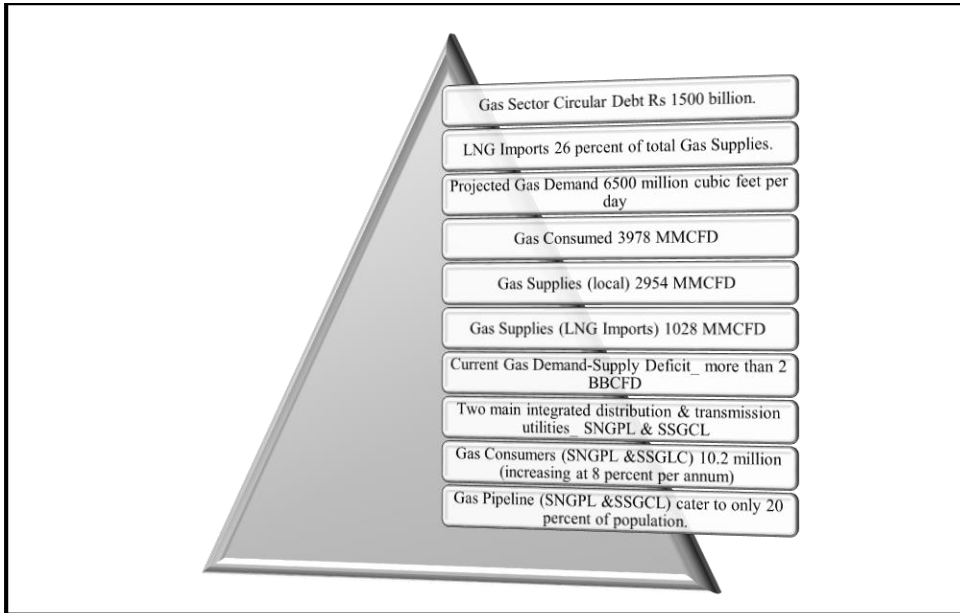 Gas Sector Circular Debt Rs 1500 billion.
LNG Imports 26 percent of total Gas Supplies.
Projected Gas Demand 6500 million cubic feet per
day
Gas Consumed 3978 MMCFD
Gas Supplies (local) 2954 MMCFD
Gas Supplies (LNG Imports) 1028 MMCFD
Current Gas Demand-Supply Deficit_ more than 2
BBCFD
Two main integrated distribution & transmission
utilities_ SNGPL & SSGCL
Gas Consumers (SNGPL &SSGLC) 10.2 million
(increasing at 8 percent per annum)
Gas Pipeline (SNGPL &SSGCL) cater to only 20
percent of population.